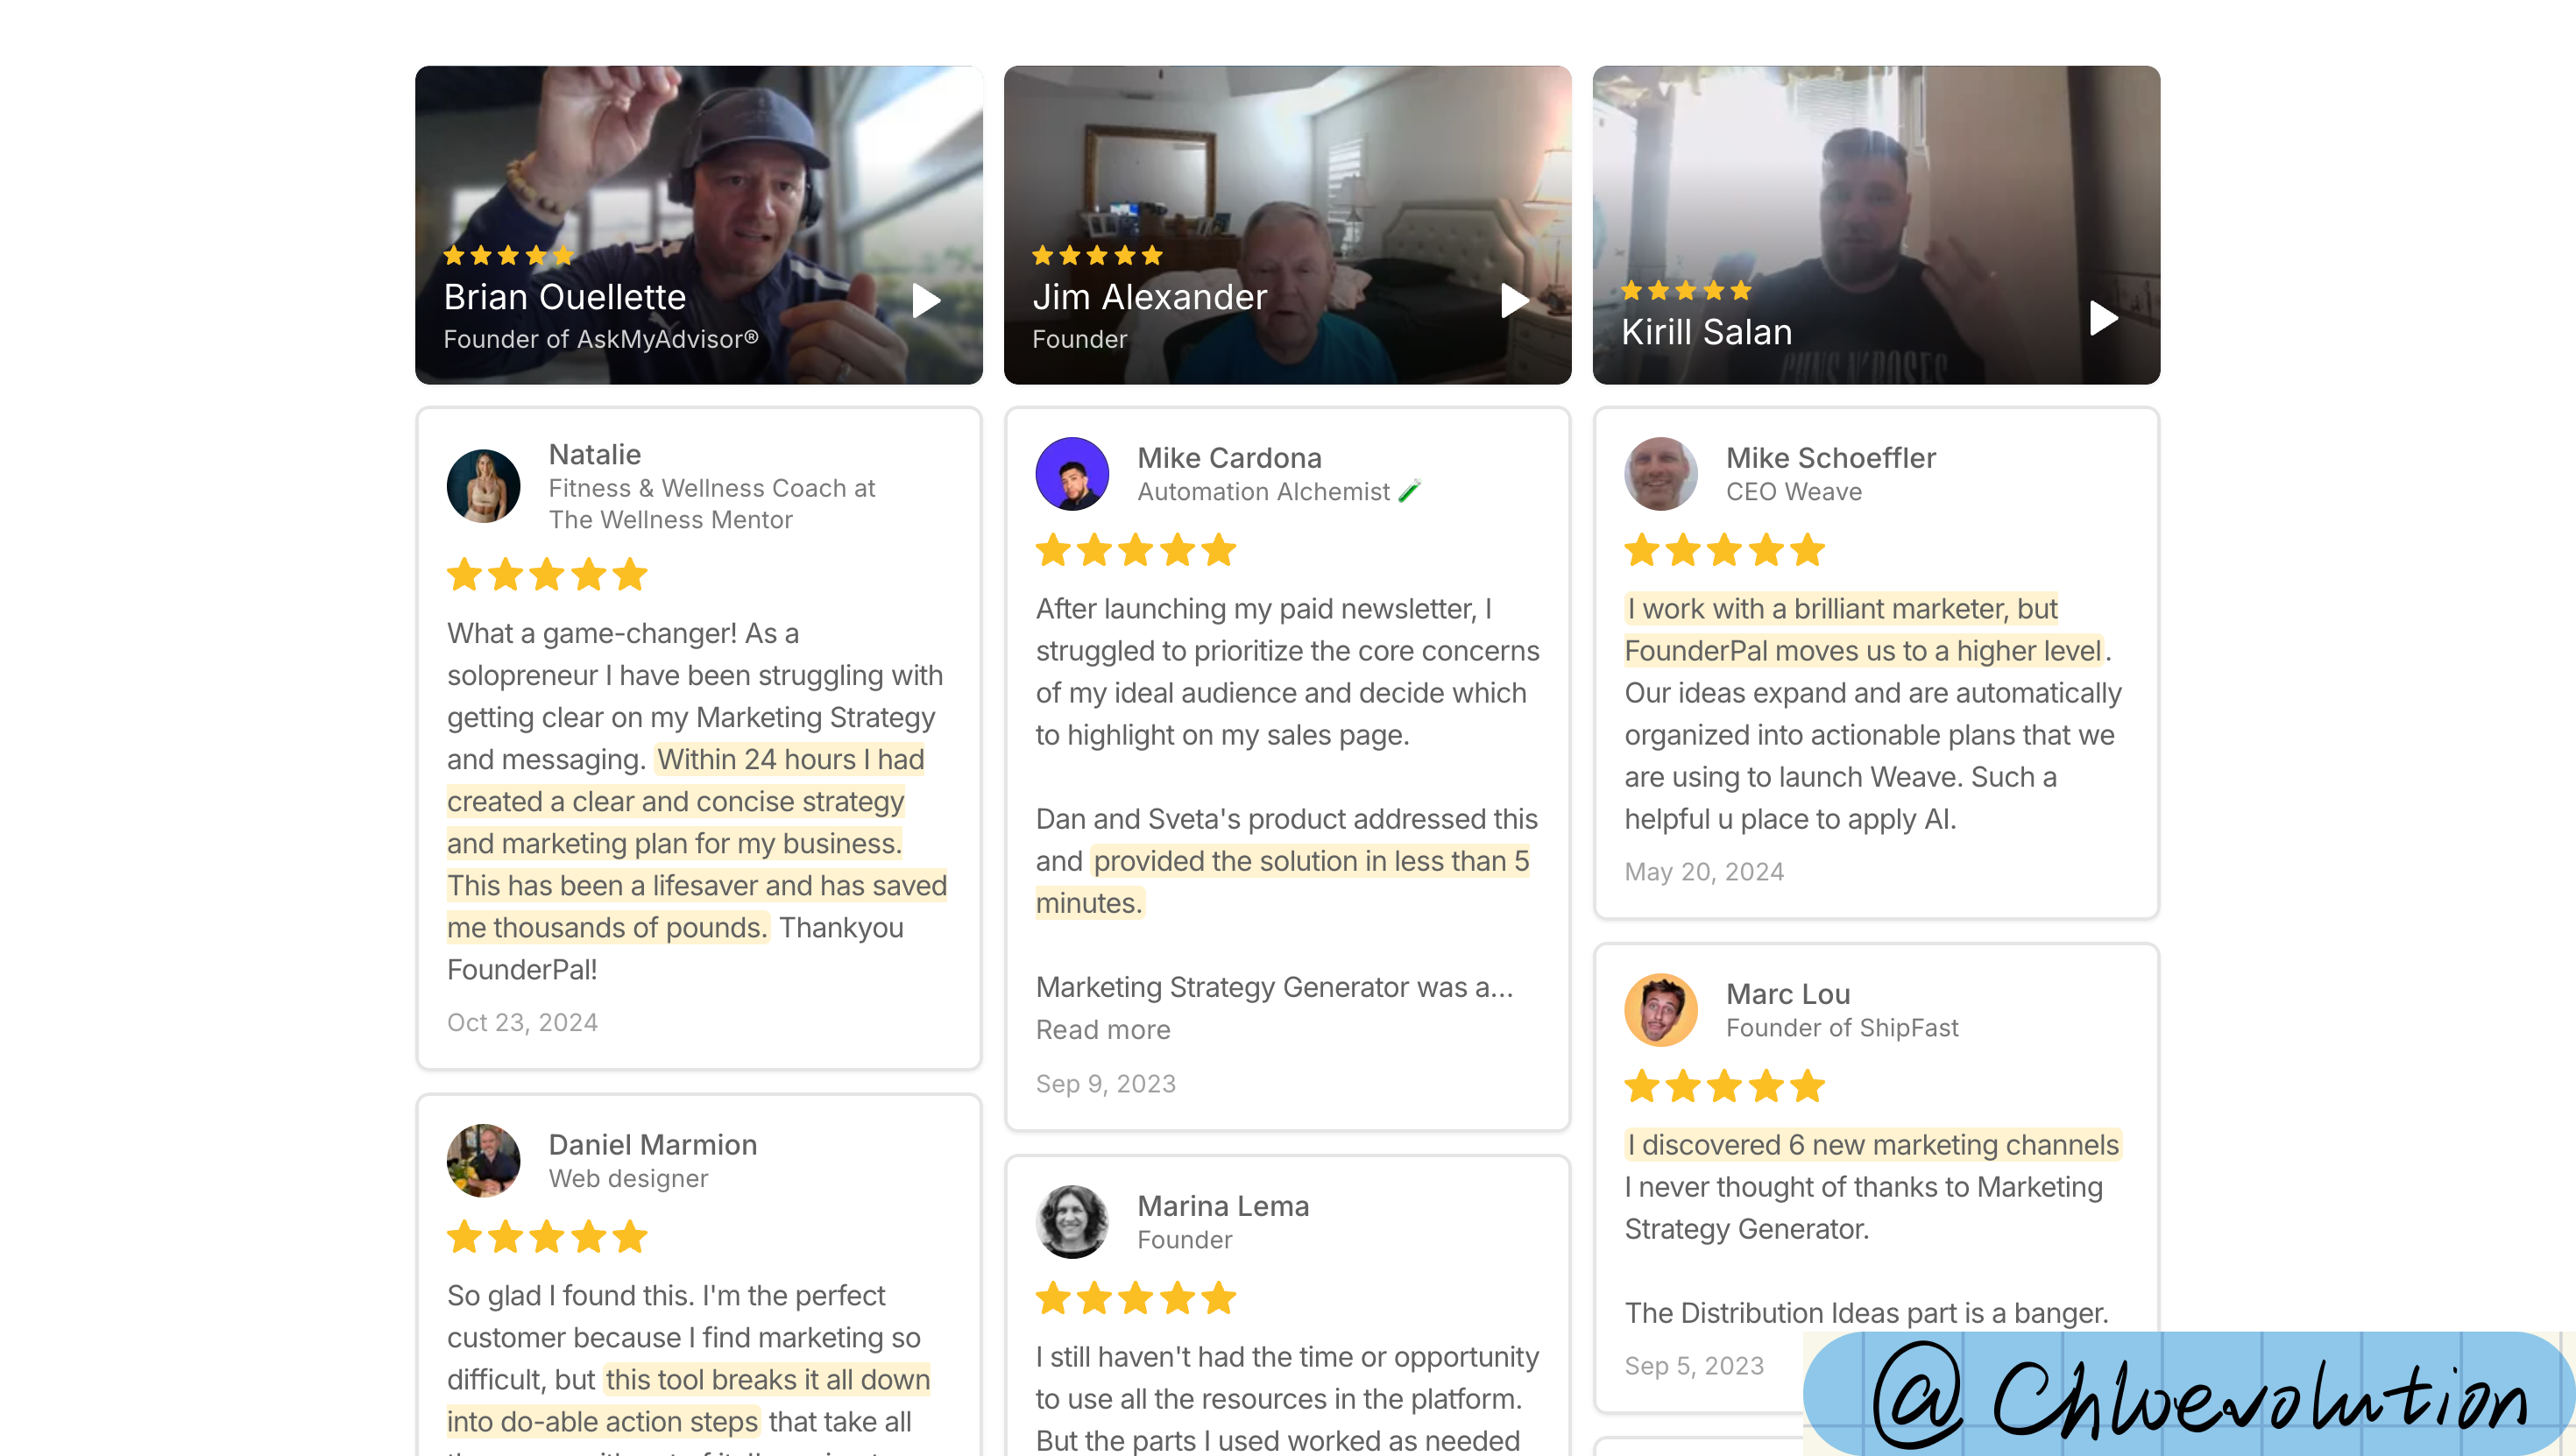 Brian Ouellette
Founder of AskMyAdvisor®
Jim Alexander
Founder
Kirill Salan
GUNS N' ROSES
Natalie
Fitness & Wellness Coach at
The Wellness Mentor
What a game-changer! As a
solopreneur I have been struggling with
getting clear on my Marketing Strategy
and messaging. Within 24 hours I had
created a clear and concise strategy
and marketing plan for my business.
This has been a lifesaver and has saved
me thousands of pounds. Thankyou
FounderPal!
Oct 23, 2024
Daniel Marmion
Web designer
So glad I found this. I'm the perfect
customer because I find marketing so
difficult, but this tool breaks it all down
into do-able action steps that take all
Mike Cardona
Automation Alchemist 🧪
After launching my paid newsletter, I
struggled to prioritize the core concerns
of my ideal audience and decide which
to highlight on my sales page.
Dan and Sveta's product addressed this
and provided the solution in less than 5
minutes.
Marketing Strategy Generator was a...
Read more
Sep 9, 2023
Marina Lema
Founder
I still haven't had the time or opportunity
to use all the resources in the platform.
But the parts I used worked as needed
Mike Schoeffler
CEO Weave
I work with a brilliant marketer, but
FounderPal moves us to a higher level.
Our ideas expand and are automatically
organized into actionable plans that we
are using to launch Weave. Such a
helpful u place to apply AI.
May 20, 2024
Marc Lou
Founder of ShipFast
I discovered 6 new marketing channels
I never thought of thanks to Marketing
Strategy Generator.
The Distribution Ideas part is a banger.
Sep 5, 2023
@Chloevolution